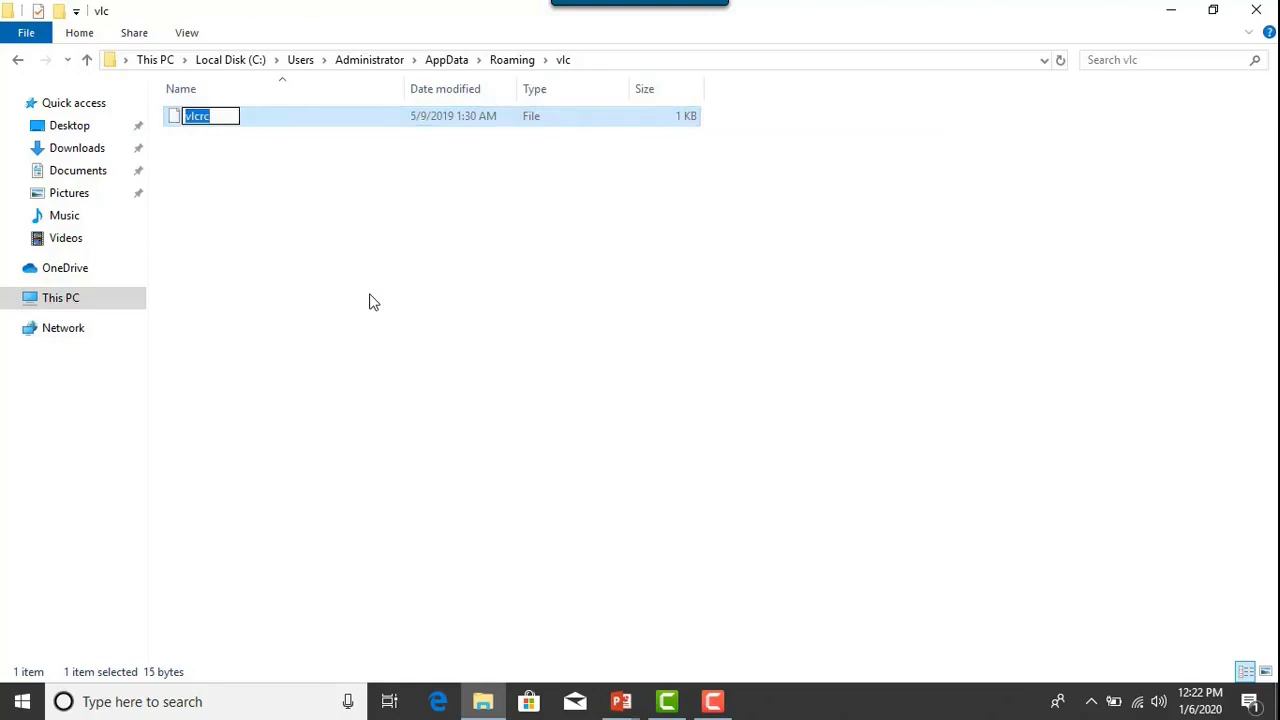 vlc
File Home Share View
This PC Local Disk (C:) Users Administrator AppData Roaming vlc Search vlc
Name Date modified Type Size
vlcrc 5/9/2019 1:30 AM File 1 KB
Quick access
Desktop
Downloads
Documents
Pictures
Music
Videos
OneDrive
This PC
Network
1 item 1 item selected 15 bytes
Type here to search
12:22 PM
1/6/2020
1